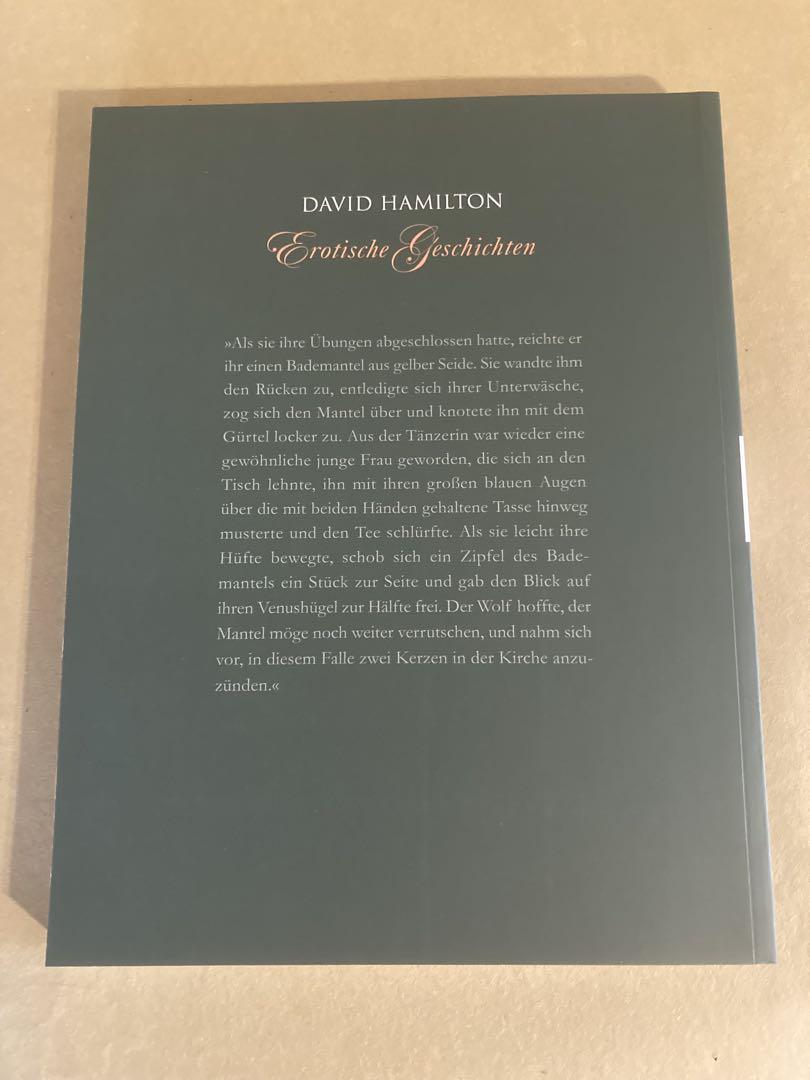 DAVID HAMILTON
Erotische Geschichten
»Als sie ihre Übungen abgeschlossen hatte, reichte er
ihr einen Bademantel aus gelber Seide. Sie wandte ihm
den Rücken zu, entledigte sich ihrer Unterwäsche,
zog sich den Mantel über und knotete ihn mit dem
Gürtel locker zu. Aus der Tänzerin war wieder eine
gewöhnliche junge Frau geworden, die sich an den
Tisch lehnte, ihn mit ihren großen blauen Augen
über die mit beiden Händen gehaltene Tasse hinweg
musterte und den Tee schlürfte. Als sie leicht ihre
Hüfte bewegte, schob sich ein Zipfel des Bade-
mantels ein Stück zur Seite und gab den Blick auf
ihren Venushügel zur Hälfte frei. Der Wolf hoffte, der
Mantel möge noch weiter verrutschen, und nahm sich
vor, in diesem Falle zwei Kerzen in der Kirche anzu-
zünden.«